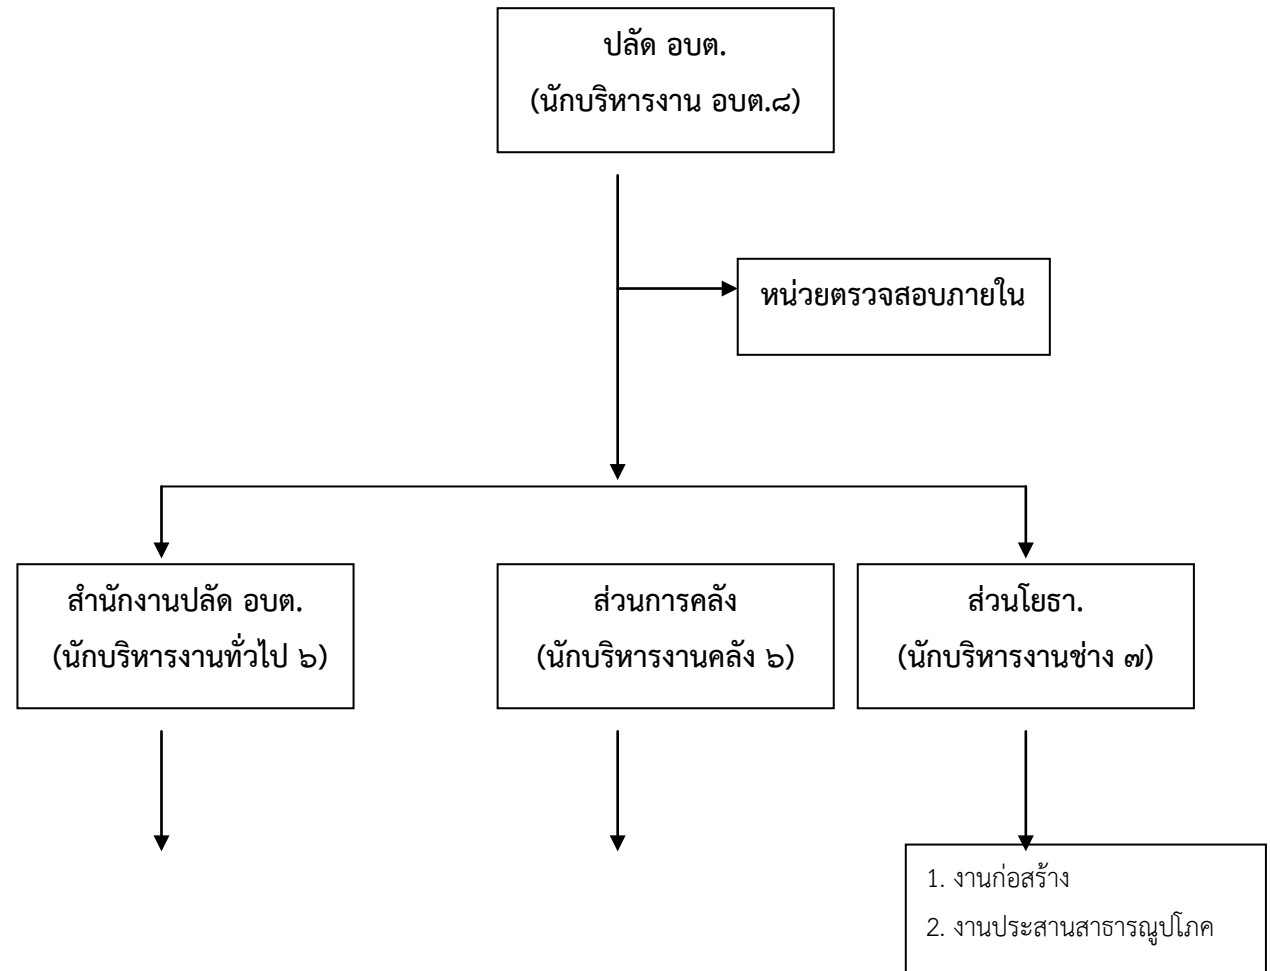 ปลัด อบต.
(นักบริหารงาน อบต.๘)
หน่วยตรวจสอบภายใน
สำนักงานปลัด อบต.
(นักบริหารงานทั่วไป ๖)
ส่วนการคลัง
(นักบริหารงานคลัง ๖)
ส่วนโยธา.
(นักบริหารงานช่าง ๗)
1. งานก่อสร้าง
2. งานประสานสาธารณูปโภค